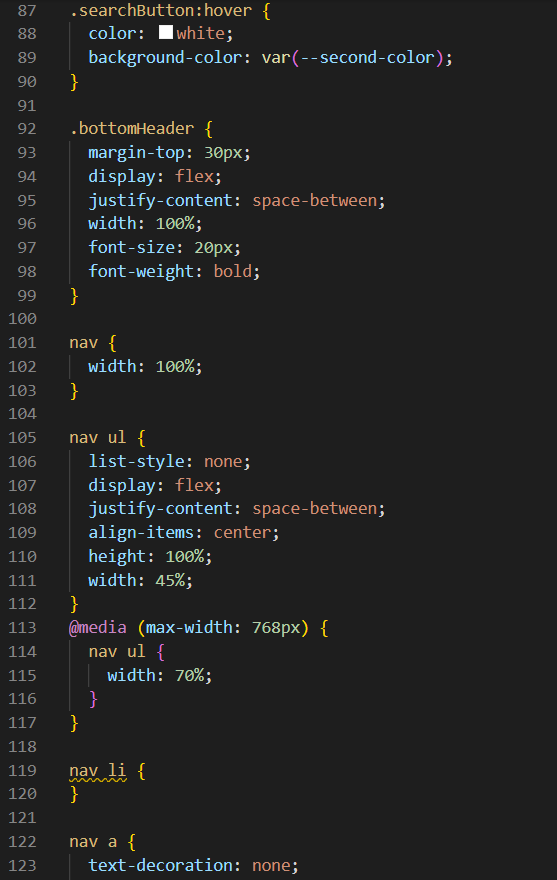 87 .searchButton:hover {
88   color: white;
89   background-color: var(--second-color);
90 }
91
92 .bottomHeader {
93   margin-top: 30px;
94   display: flex;
95   justify-content: space-between;
96   width: 100%;
97   font-size: 20px;
98   font-weight: bold;
99 }
100
101 nav {
102   width: 100%;
103 }
104
105 nav ul {
106   list-style: none;
107   display: flex;
108   justify-content: space-between;
109   align-items: center;
110   height: 100%;
111   width: 45%;
112 }
113 @media (max-width: 768px) {
114   nav ul {
115     width: 70%;
116   }
117 }
118
119 nav li {
120 }
121
122 nav a {
123   text-decoration: none;